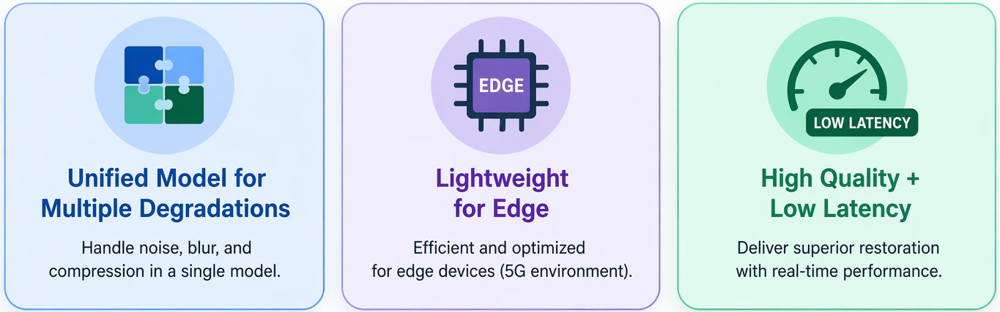 Unified Model for
Multiple Degradations
Handle noise, blur, and
compression in a single model.
EDGE
Lightweight
for Edge
Efficient and optimized
for edge devices (5G environment).
LOW LATENCY
High Quality +
Low Latency
Deliver superior restoration
with real-time performance.